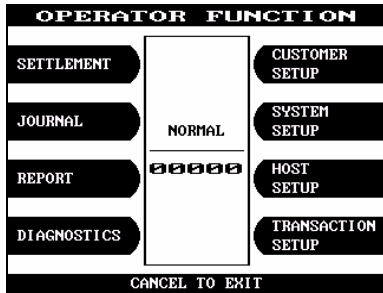 OPERATOR FUNCTION
SETTLEMENT
JOURNAL
REPORT
DIAGNOSTICS
NORMAL
00000
CUSTOMER
SETUP
SYSTEM
SETUP
HOST
SETUP
TRANSACTION
SETUP
CANCEL TO EXIT